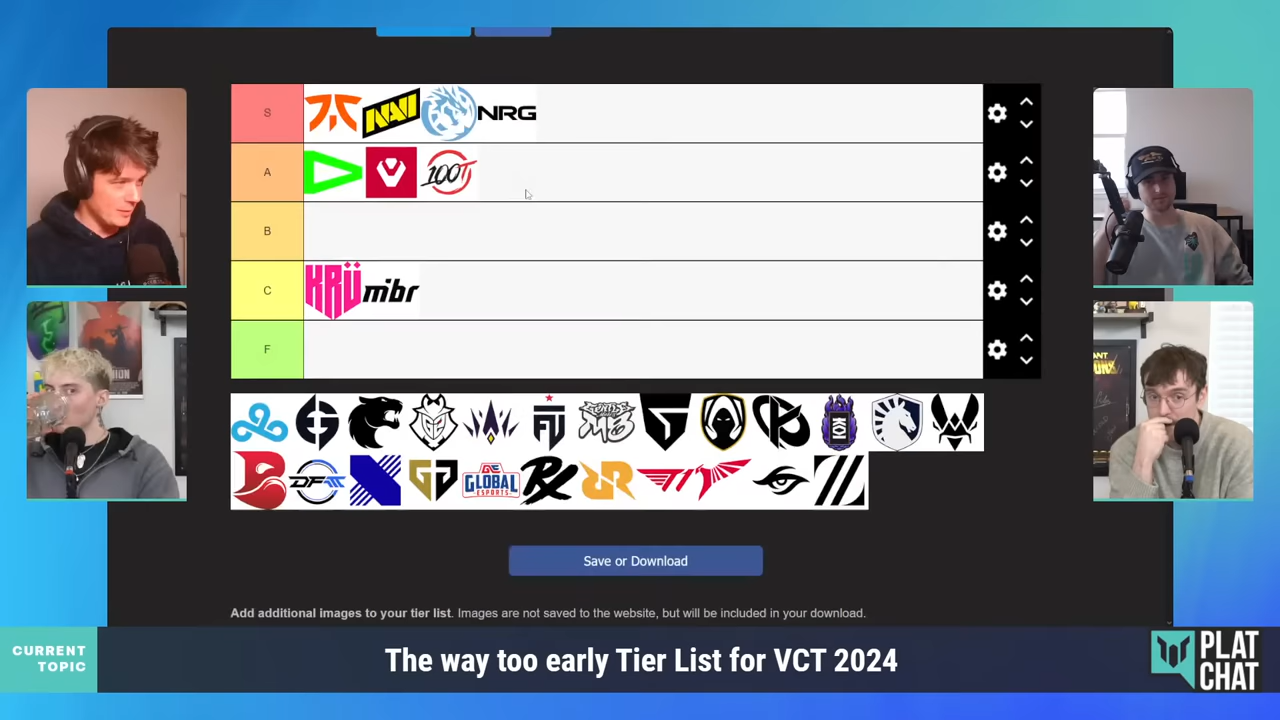 S
NAVI
NRG
A
100T
B
C
KRÜ
mibr
F
GLOBAL
ESPORTS
Save or Download
Add additional images to your tier list. Images are not saved to the website, but will be included in your download.
CURRENT
TOPIC
The way too early Tier List for VCT 2024
PLAT
CHAT